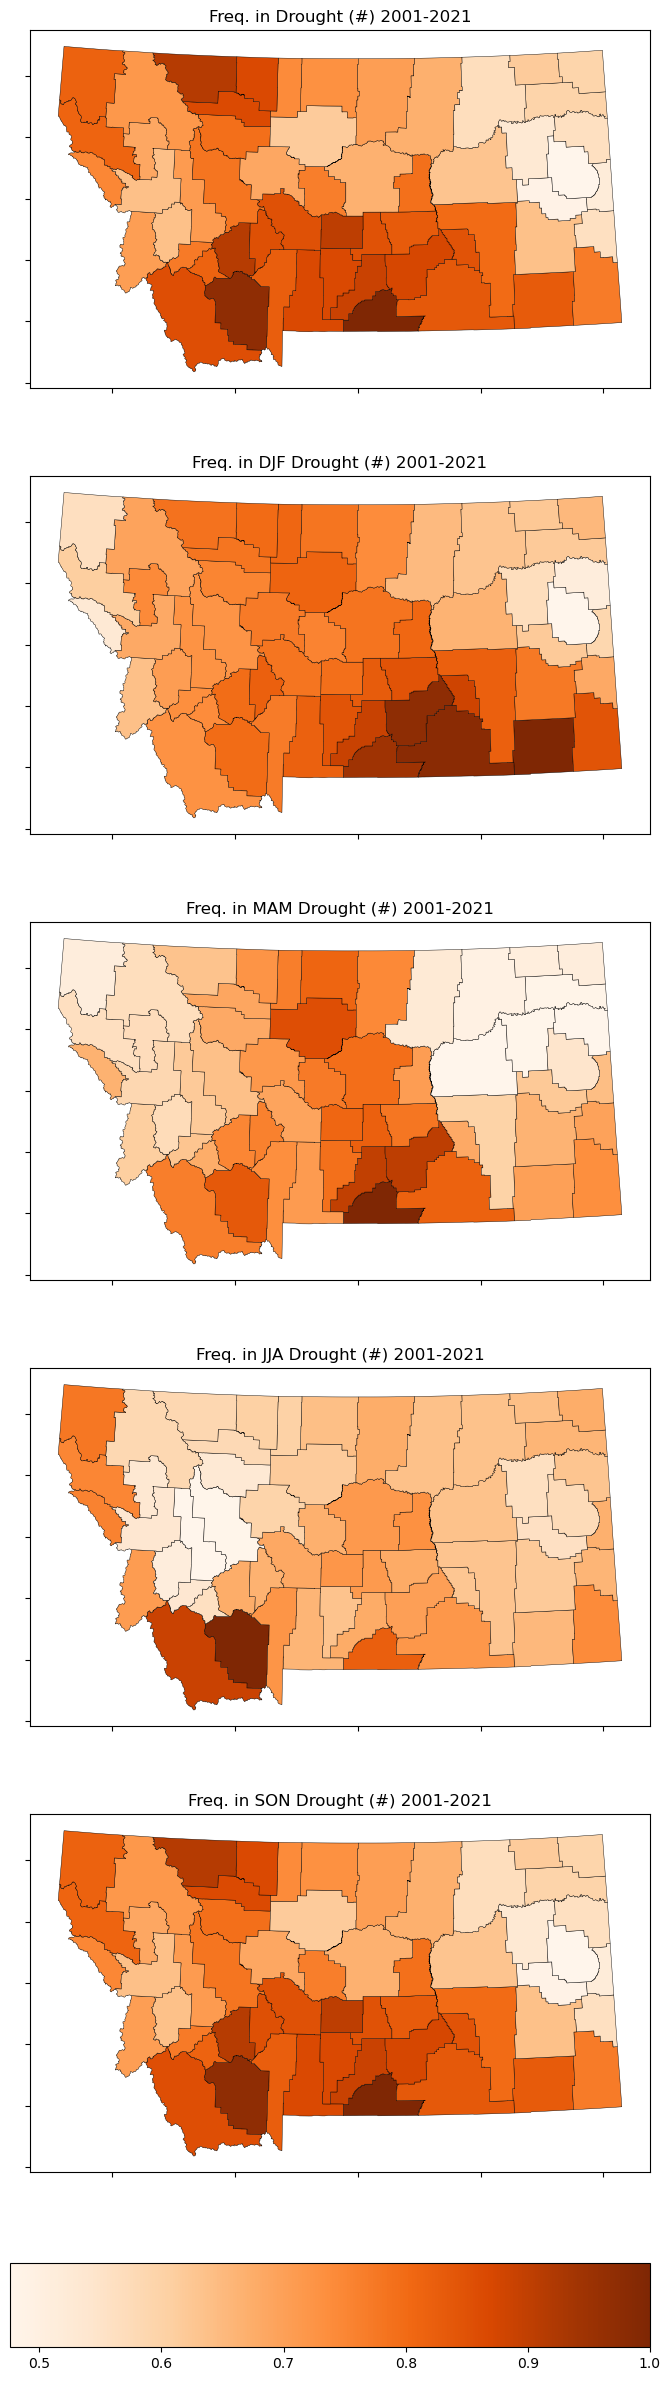 Freq. in Drought (#) 2001-2021
Freq. in DJF Drought (#) 2001-2021
Freq. in MAM Drought (#) 2001-2021
Freq. in JJA Drought (#) 2001-2021
Freq. in SON Drought (#) 2001-2021
0.5 0.6 0.7 0.8 0.9 1.0